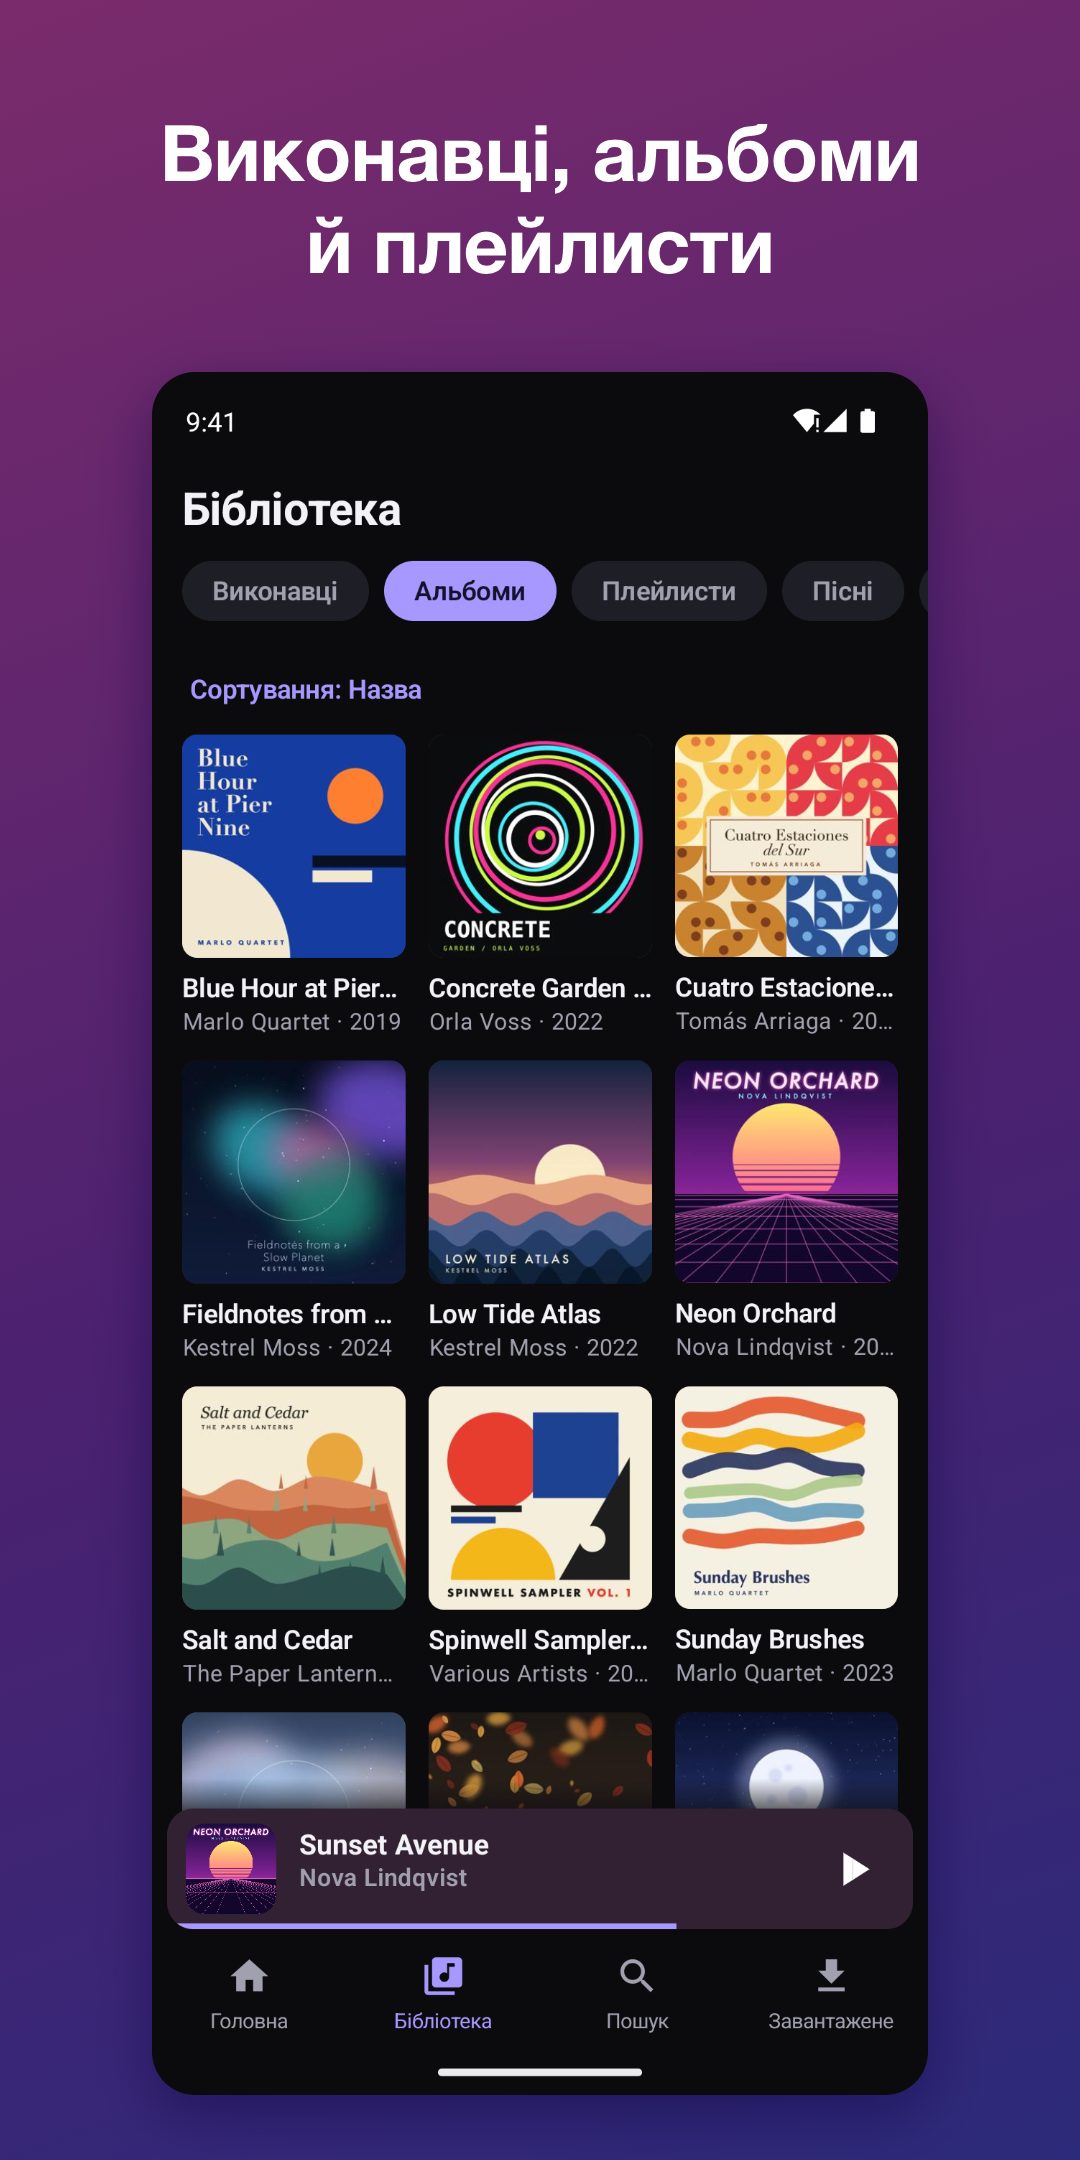 Виконавці, альбоми
й плейлисти
9:41
Бібліотека
Виконавці
Альбоми
Плейлисти
Пісні
Сортування: Назва
Blue
Hour
at Pier
Nine
MARLO QUARTET
CONCRETE
GARDEN / ORLA VOSS
Cuatro Estaciones
del Sur
TOMÁS ARRIAGA
Blue Hour at Pier...
Marlo Quartet · 2019
Concrete Garden ...
Orla Voss · 2022
Cuatro Estacione...
Tomás Arriaga · 20...
Fieldnotes from a
Slow Planet
KESTREL MOSS
LOW TIDE ATLAS
KESTREL MOSS
NEON ORCHARD
NOVA LINDQVIST
Fieldnotes from ...
Kestrel Moss · 2024
Low Tide Atlas
Kestrel Moss · 2022
Neon Orchard
Nova Lindqvist · 20...
Salt and Cedar
THE PAPER LANTERNS
SPINWELL SAMPLER VOL. 1
Sunday Brushes
MARLO QUARTET
Salt and Cedar
The Paper Lantern...
Spinwell Sampler...
Various Artists · 20...
Sunday Brushes
Marlo Quartet · 2023
NEON ORCHARD
Sunset Avenue
Nova Lindqvist
Головна
Бібліотека
Пошук
Завантажене